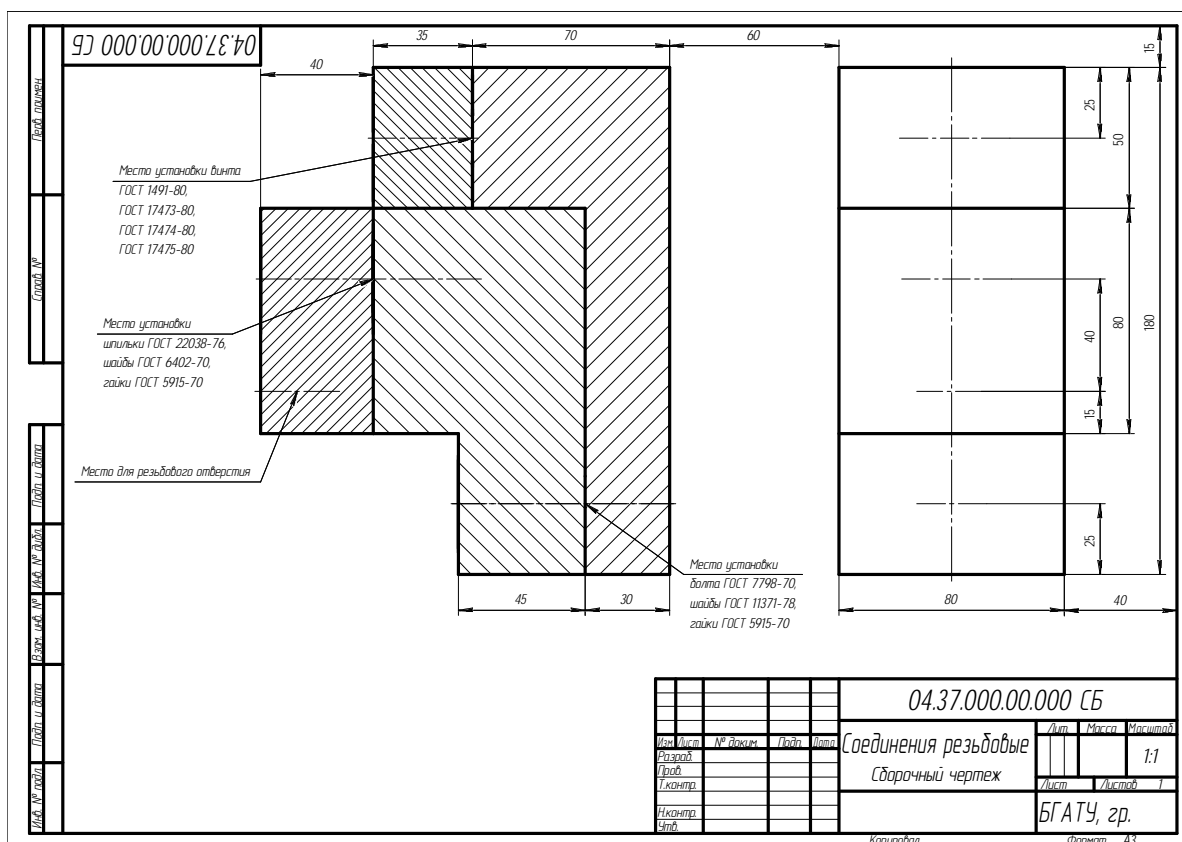 04.37.000.00.000 СБ
35
70
60
15
40
25
50
Перв. примен.
Место установки винта
ГОСТ 1491-80,
ГОСТ 17473-80,
ГОСТ 17474-80,
ГОСТ 17475-80
Справ. №
Место установки
шпильки ГОСТ 22038-76,
шайбы ГОСТ 6402-70,
гайки ГОСТ 5915-70
40
80
180
15
Место для резьбового отверстия
Подп. и дата
Инв. № дубл.
Взам. инв. №
Подп. и дата
Инв. № подл.
25
Место установки
болта ГОСТ 7798-70,
шайбы ГОСТ 11371-78,
гайки ГОСТ 5915-70
45
30
80
40
04.37.000.00.000 СБ
Изм. Лист № докум. Подп. Дата
Разраб.
Пров.
Т.контр.
Н.контр.
Утв.
Соединения резьбовые
Сборочный чертеж
Лит. Масса Масштаб
1:1
Лист Листов 1
БГАТУ, гр.
Копировал Формат А3